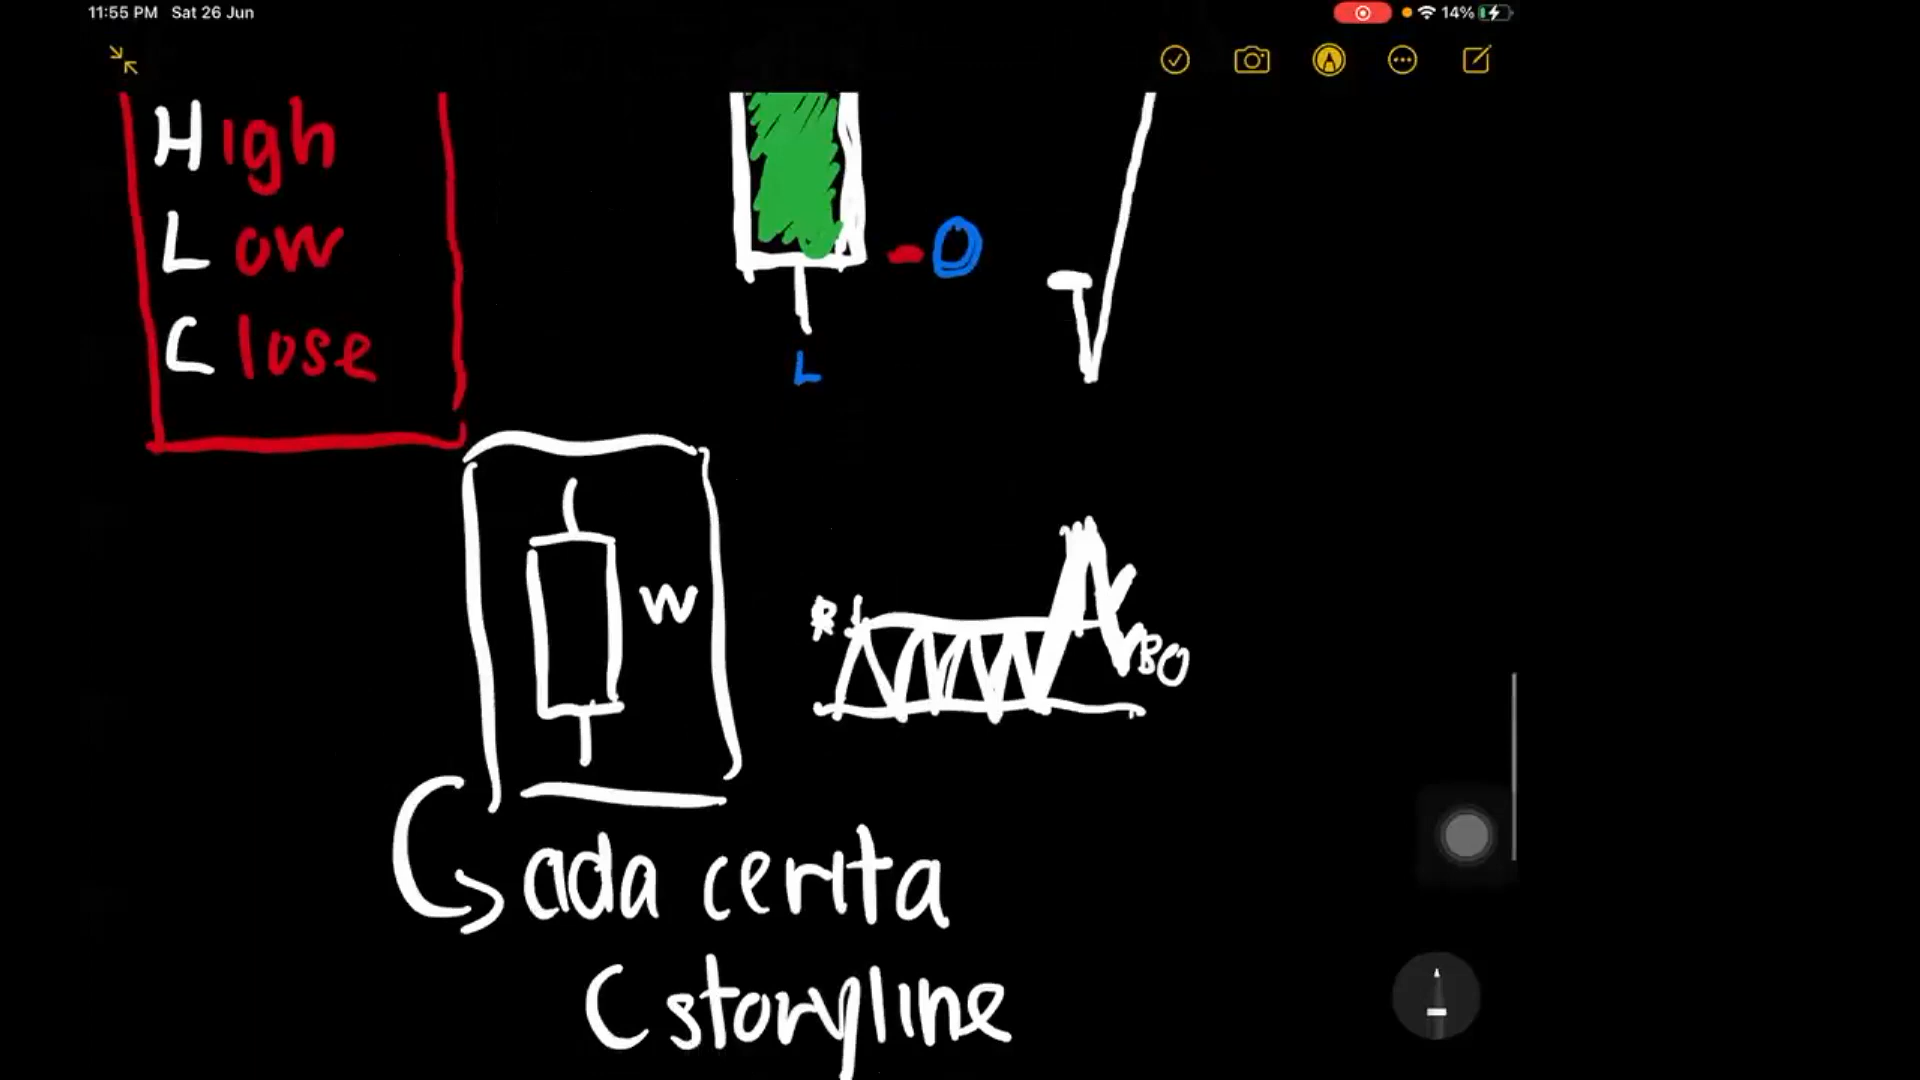 11:55 PM Sat 26 Jun
14%
High
Low
Close
O
L
W
R
BO
ada cerita
(storyline